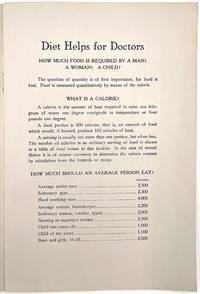 Diet Helps for Doctors
HOW MUCH FOOD IS REQUIRED BY A MAN?
A WOMAN? A CHILD?
The question of quantity is of first importance, for food is
fuel. Food is measured quantitatively by means of the calorie.
WHAT IS A CALORIE?
A calorie is the amount of heat required to raise one kilo-
gram of water one degree centigrade in temperature or four
pounds one degree.
A food portion is 100 calories, that is, an amount of food
which would, if burned, produce 100 calories of heat.
A serving is usually not more than one portion, but often less.
The number of calories in an ordinary serving of food is shown
in a table of food values in this booklet. In the case of mixed
dishes it is of course necessary to determine the calorie content
by calculation from the formula or recipe.
HOW MUCH SHOULD AN AVERAGE PERSON EAT?
Calories
Average active man 2,500
Sedentary man 2,300
Hard working man 4,000
Average woman, housekeeper 2,200
Sedentary woman, teacher, typist 2,000
Nursing or expectant mother 2,500
Child two years old 1,000
Child of ten years 1,500
Boys and girls, 14-16 2,000